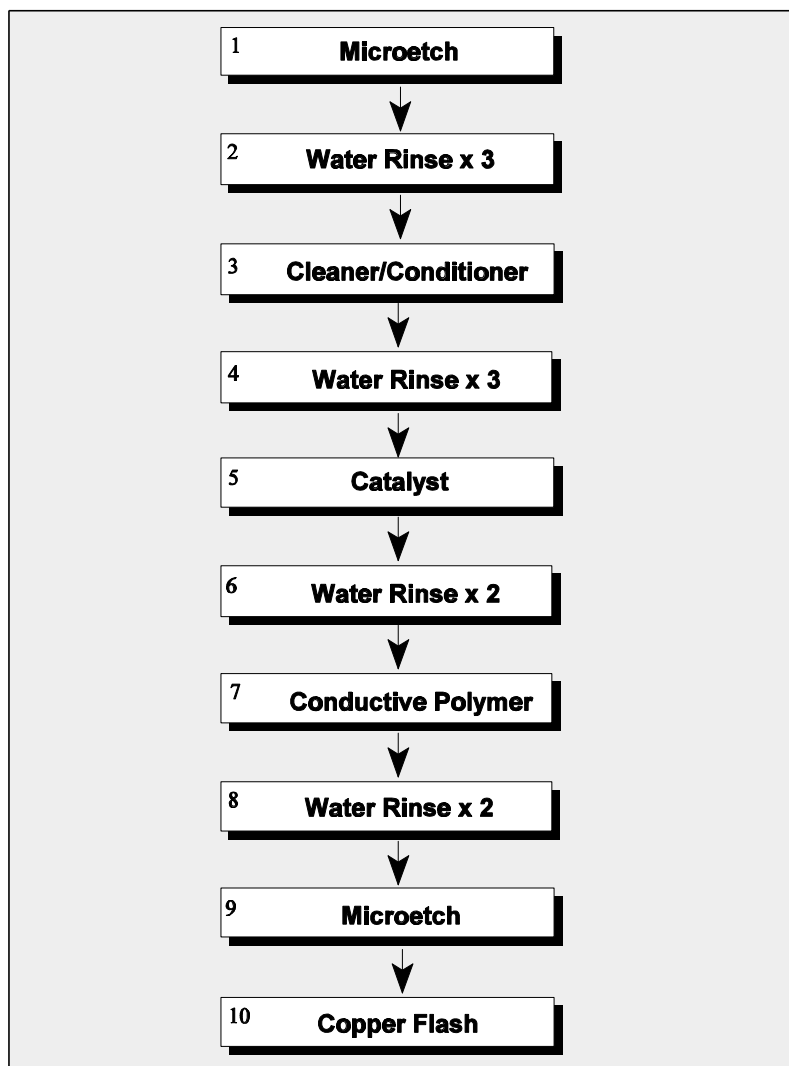 1 Microetch
2 Water Rinse x 3
3 Cleaner/Conditioner
4 Water Rinse x 3
5 Catalyst
6 Water Rinse x 2
7 Conductive Polymer
8 Water Rinse x 2
9 Microetch
10 Copper Flash